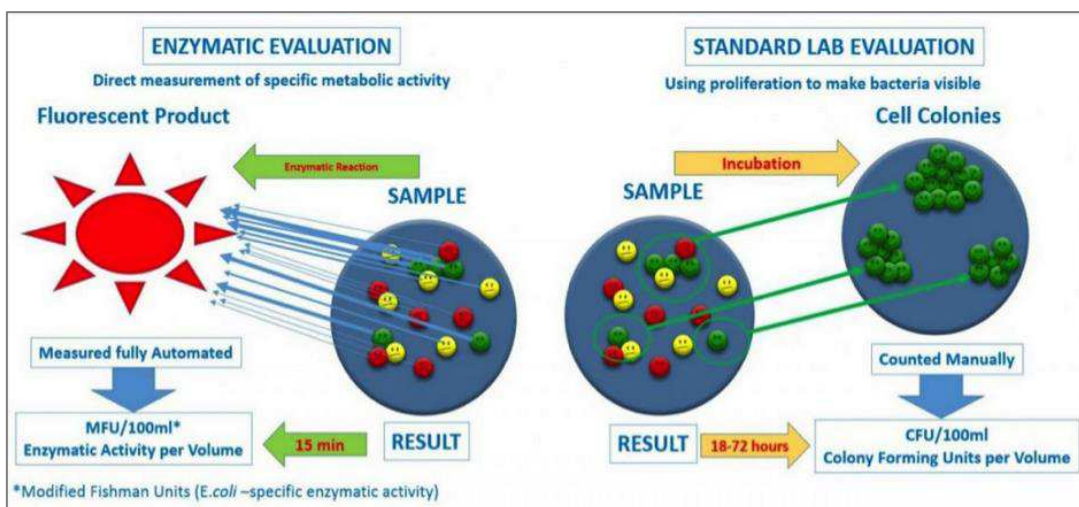 ENZYMATIC EVALUATION
Direct measurement of specific metabolic activity
Fluorescent Product
Enzymatic Reaction
SAMPLE
Measured fully Automated
MFU/100ml*
Enzymatic Activity per Volume
15 min
RESULT
*Modified Fishman Units (E.coli –specific enzymatic activity)
STANDARD LAB EVALUATION
Using proliferation to make bacteria visible
Cell Colonies
Incubation
SAMPLE
Counted Manually
RESULT
18-72 hours
CFU/100ml
Colony Forming Units per Volume